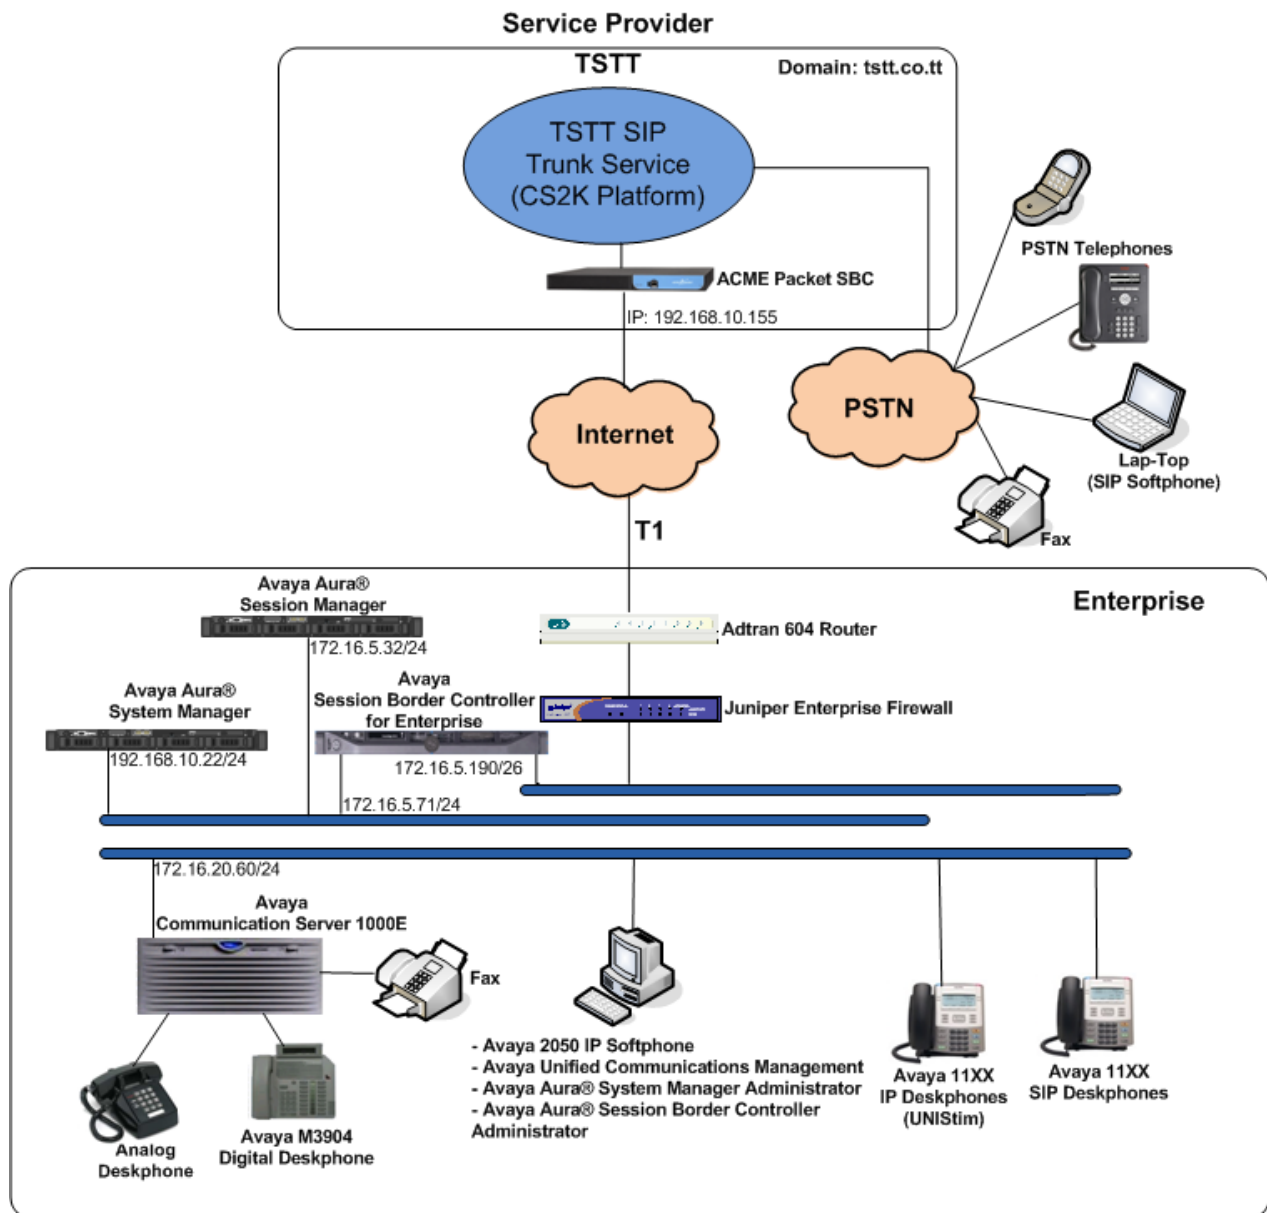 Service Provider
TSTT
Domain: tstt.co.tt
TSTT SIP
Trunk Service
(CS2K Platform)
ACME Packet SBC
IP: 192.168.10.155
PSTN Telephones
Internet
PSTN
Lap-Top
(SIP Softphone)
Fax
T1
Enterprise
Avaya Aura®
Session Manager
172.16.5.32/24
Adtran 604 Router
Avaya Aura®
System Manager
192.168.10.22/24
Avaya
Session Border Controller
for Enterprise
172.16.5.190/26
172.16.5.71/24
Juniper Enterprise Firewall
172.16.20.60/24
Avaya
Communication Server 1000E
Fax
Analog
Deskphone
Avaya M3904
Digital Deskphone
- Avaya 2050 IP Softphone
- Avaya Unified Communications Management
- Avaya Aura® System Manager Administrator
- Avaya Aura® Session Border Controller
Administrator
Avaya 11XX
IP Deskphones
(UNIStim)
Avaya 11XX
SIP Deskphones